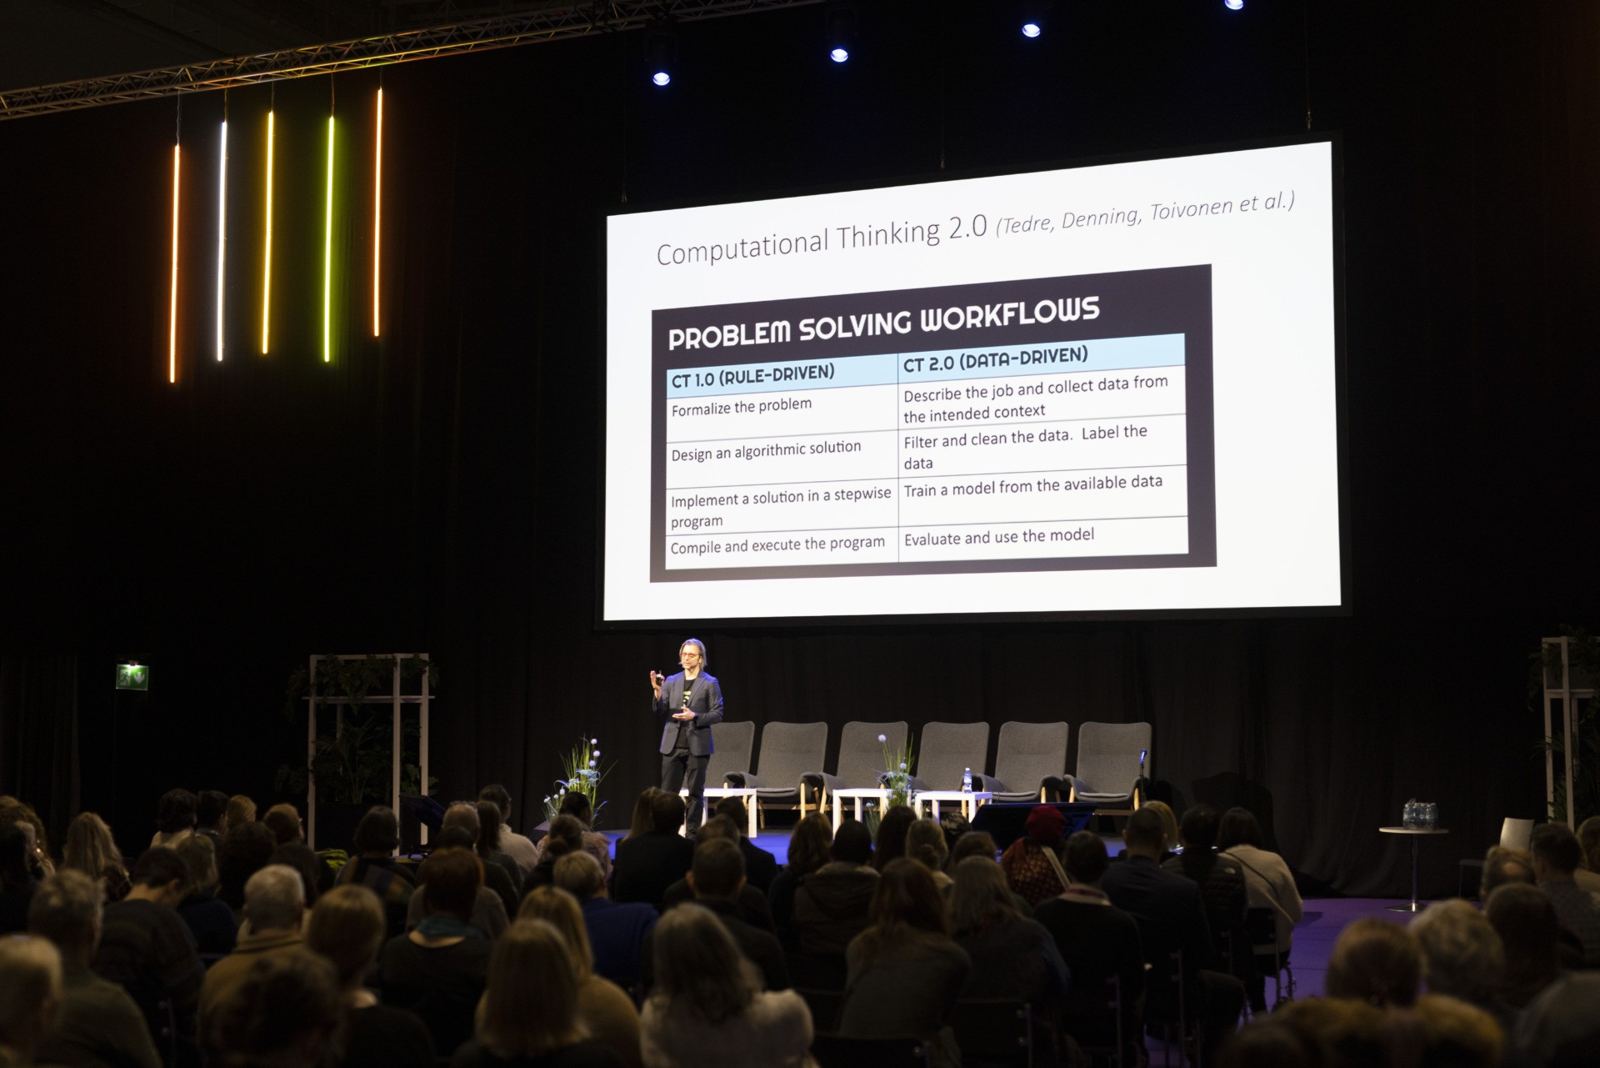 Computational Thinking 2.0 (Tedre, Denning, Toivonen et al.)
PROBLEM SOLVING WORKFLOWS
CT 1.0 (RULE-DRIVEN)
CT 2.0 (DATA-DRIVEN)
Formalize the problem
Describe the job and collect data from
the intended context
Design an algorithmic solution
Filter and clean the data. Label the
data
Implement a solution in a stepwise
program
Train a model from the available data
Compile and execute the program
Evaluate and use the model